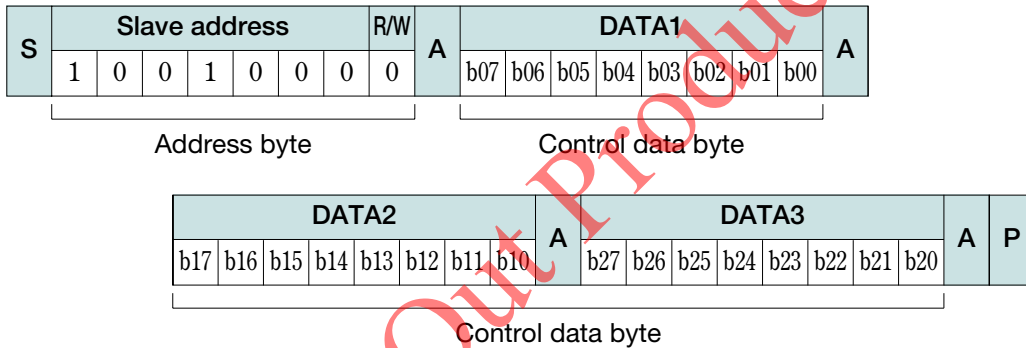 S Slave address R/W A DATA1 A
1 0 0 1 0 0 0 0 b07 b06 b05 b04 b03 b02 b01 b00
Address byte Control data byte
DATA2 A DATA3 A P
b17 b16 b15 b14 b13 b12 b11 b10 b27 b26 b25 b24 b23 b22 b21 b20
Control data byte
Out Produc